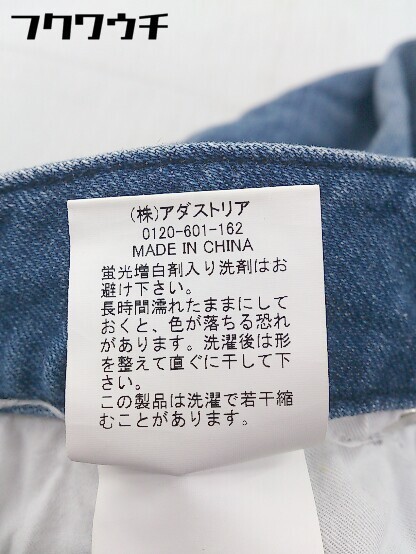 フクワウチ
(株)アダストリア
0120-601-162
MADE IN CHINA
蛍光増白剤入り洗剤はお
避け下さい。
長時間濡れたままにして
おくと、色が落ちる恐れ
があります。洗濯後は形
を整えて直ぐに干して下
さい。
この製品は洗濯で若干縮
むことがあります。